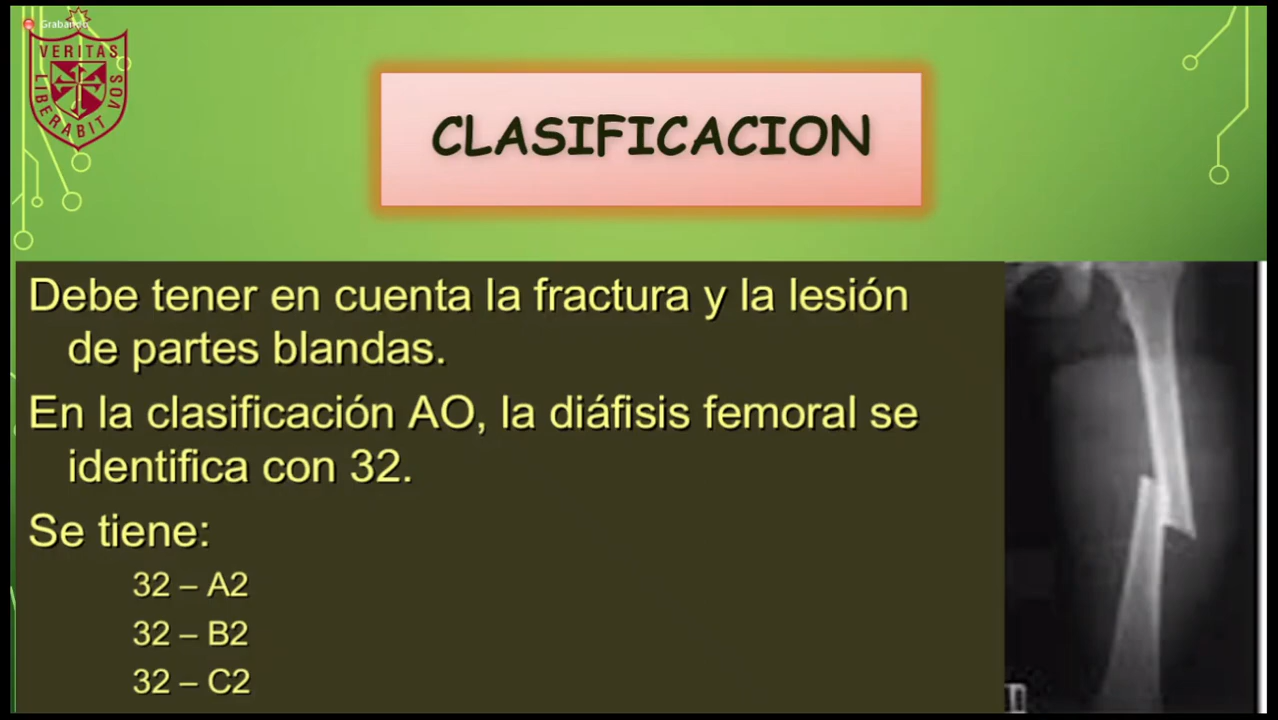 Grabando
VERITAS
LIBERABIT VOS
CLASIFICACION
Debe tener en cuenta la fractura y la lesión
de partes blandas.
En la clasificación AO, la diáfisis femoral se
identifica con 32.
Se tiene:
32 – A2
32 – B2
32 – C2
D